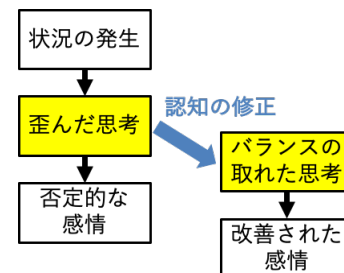 状況の発生
歪んだ思考
認知の修正
バランスの
取れた思考
否定的な
感情
改善された
感情